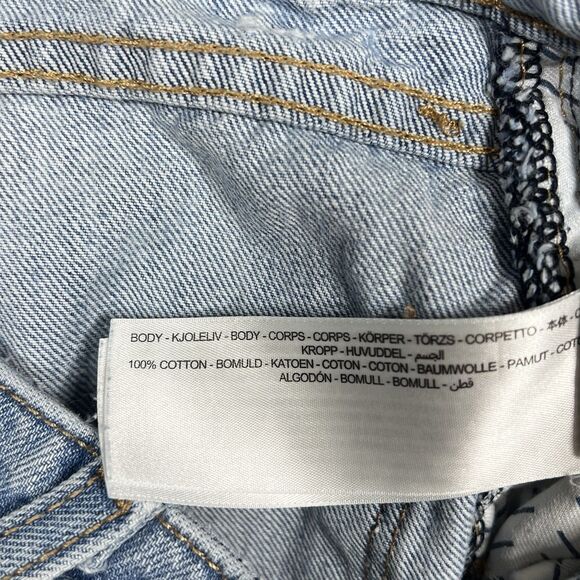 BODY - KJOLELIV - BODY - CORPS - CORPS - KÖRPER - TÖRZS - CORPETTO - 本体 -
KROPP - HUVUDDEL - الجسم
100% COTTON - BOMULD - KATOEN - COTON - COTON - BAUMWOLLE - PAMUT -
ALGODÓN - BOMULL - BOMULL - قطن